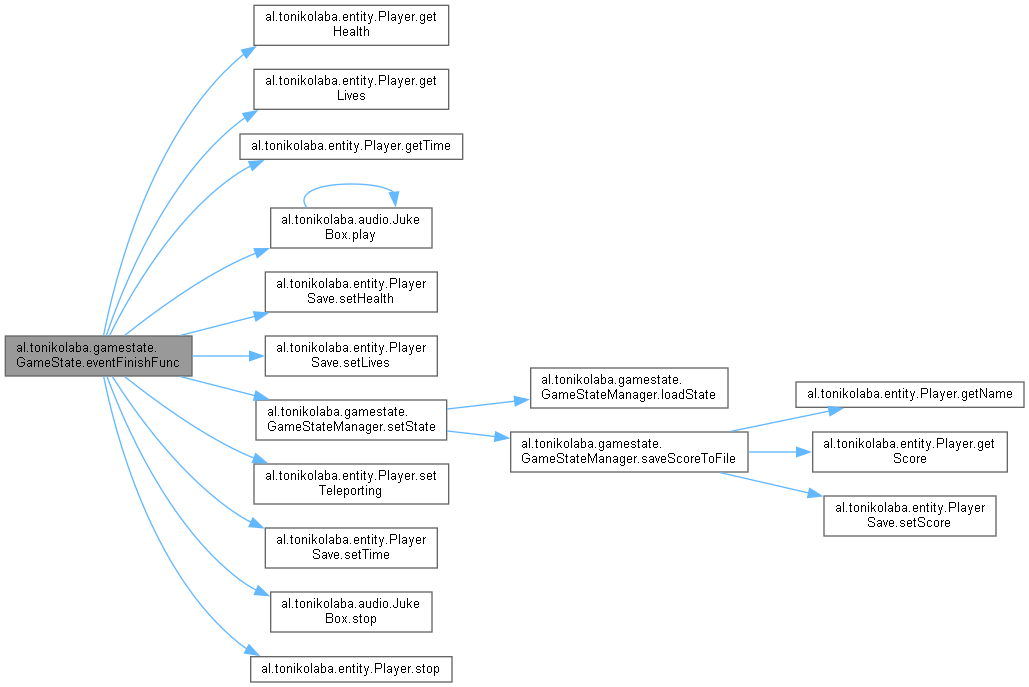 al.tonikolaba.entity.Player.get
Health
al.tonikolaba.entity.Player.get
Lives
al.tonikolaba.entity.Player.getTime
al.tonikolaba.audio.Juke
Box.play
al.tonikolaba.entity.Player
Save.setHealth
al.tonikolaba.gamestate.
GameState.eventFinishFunc
al.tonikolaba.entity.Player
Save.setLives
al.tonikolaba.gamestate.
GameStateManager.setState
al.tonikolaba.gamestate.
GameStateManager.loadState
al.tonikolaba.gamestate.
GameStateManager.saveScoreToFile
al.tonikolaba.entity.Player.getName
al.tonikolaba.entity.Player.get
Score
al.tonikolaba.entity.Player
Save.setScore
al.tonikolaba.entity.Player.set
Teleporting
al.tonikolaba.entity.Player
Save.setTime
al.tonikolaba.audio.Juke
Box.stop
al.tonikolaba.entity.Player.stop